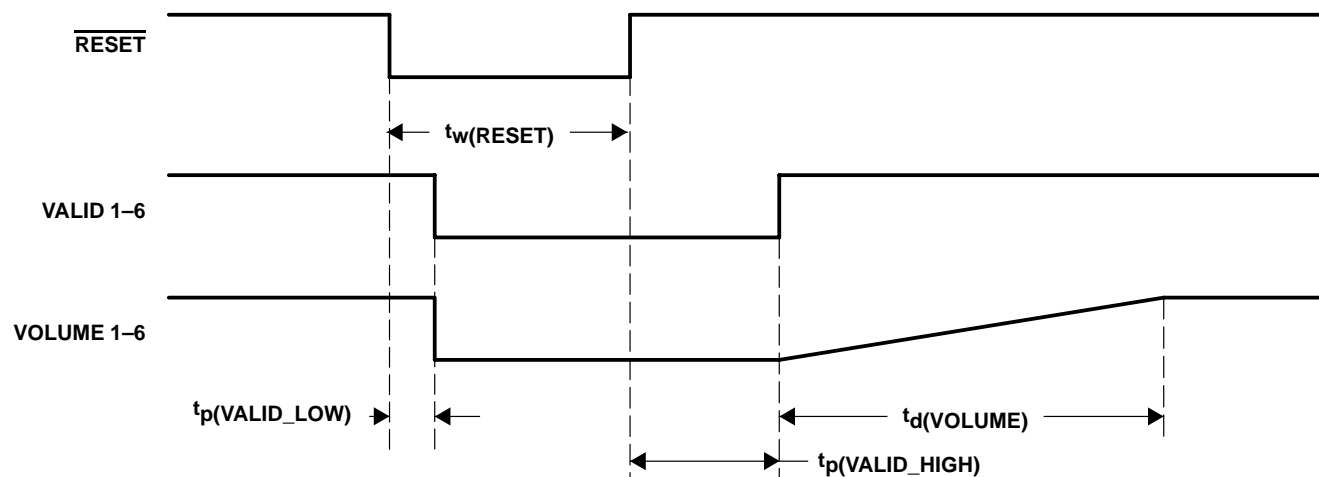 RESET
tw(RESET)
VALID 1–6
VOLUME 1–6
tp(VALID_LOW)
td(VOLUME)
tp(VALID_HIGH)